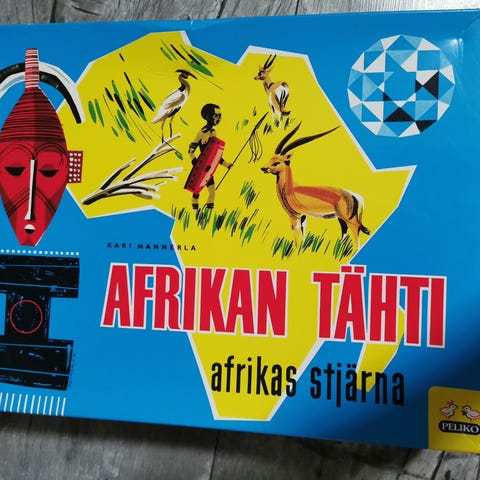 KARI MANNERLA
AFRIKAN TÄHTI
afrikas stjärna
PELIKO